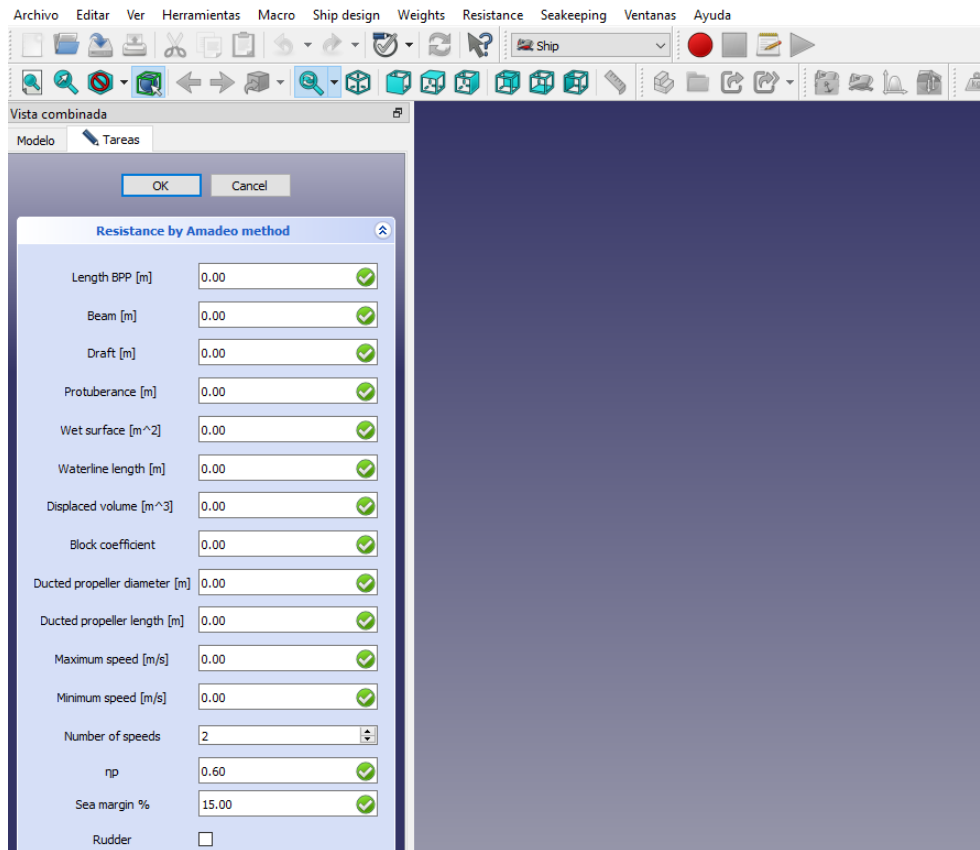 Archivo Editar Ver Herramientas Macro Ship design Weights Resistance Seakeeping Ventanas Ayuda
Ship
Vista combinada
Modelo Tareas
OK Cancel
Resistance by Amadeo method
Length BPP [m] 0.00
Beam [m] 0.00
Draft [m] 0.00
Protuberance [m] 0.00
Wet surface [m^2] 0.00
Waterline length [m] 0.00
Displaced volume [m^3] 0.00
Block coefficient 0.00
Ducted propeller diameter [m] 0.00
Ducted propeller length [m] 0.00
Maximum speed [m/s] 0.00
Minimum speed [m/s] 0.00
Number of speeds 2
ηp 0.60
Sea margin % 15.00
Rudder